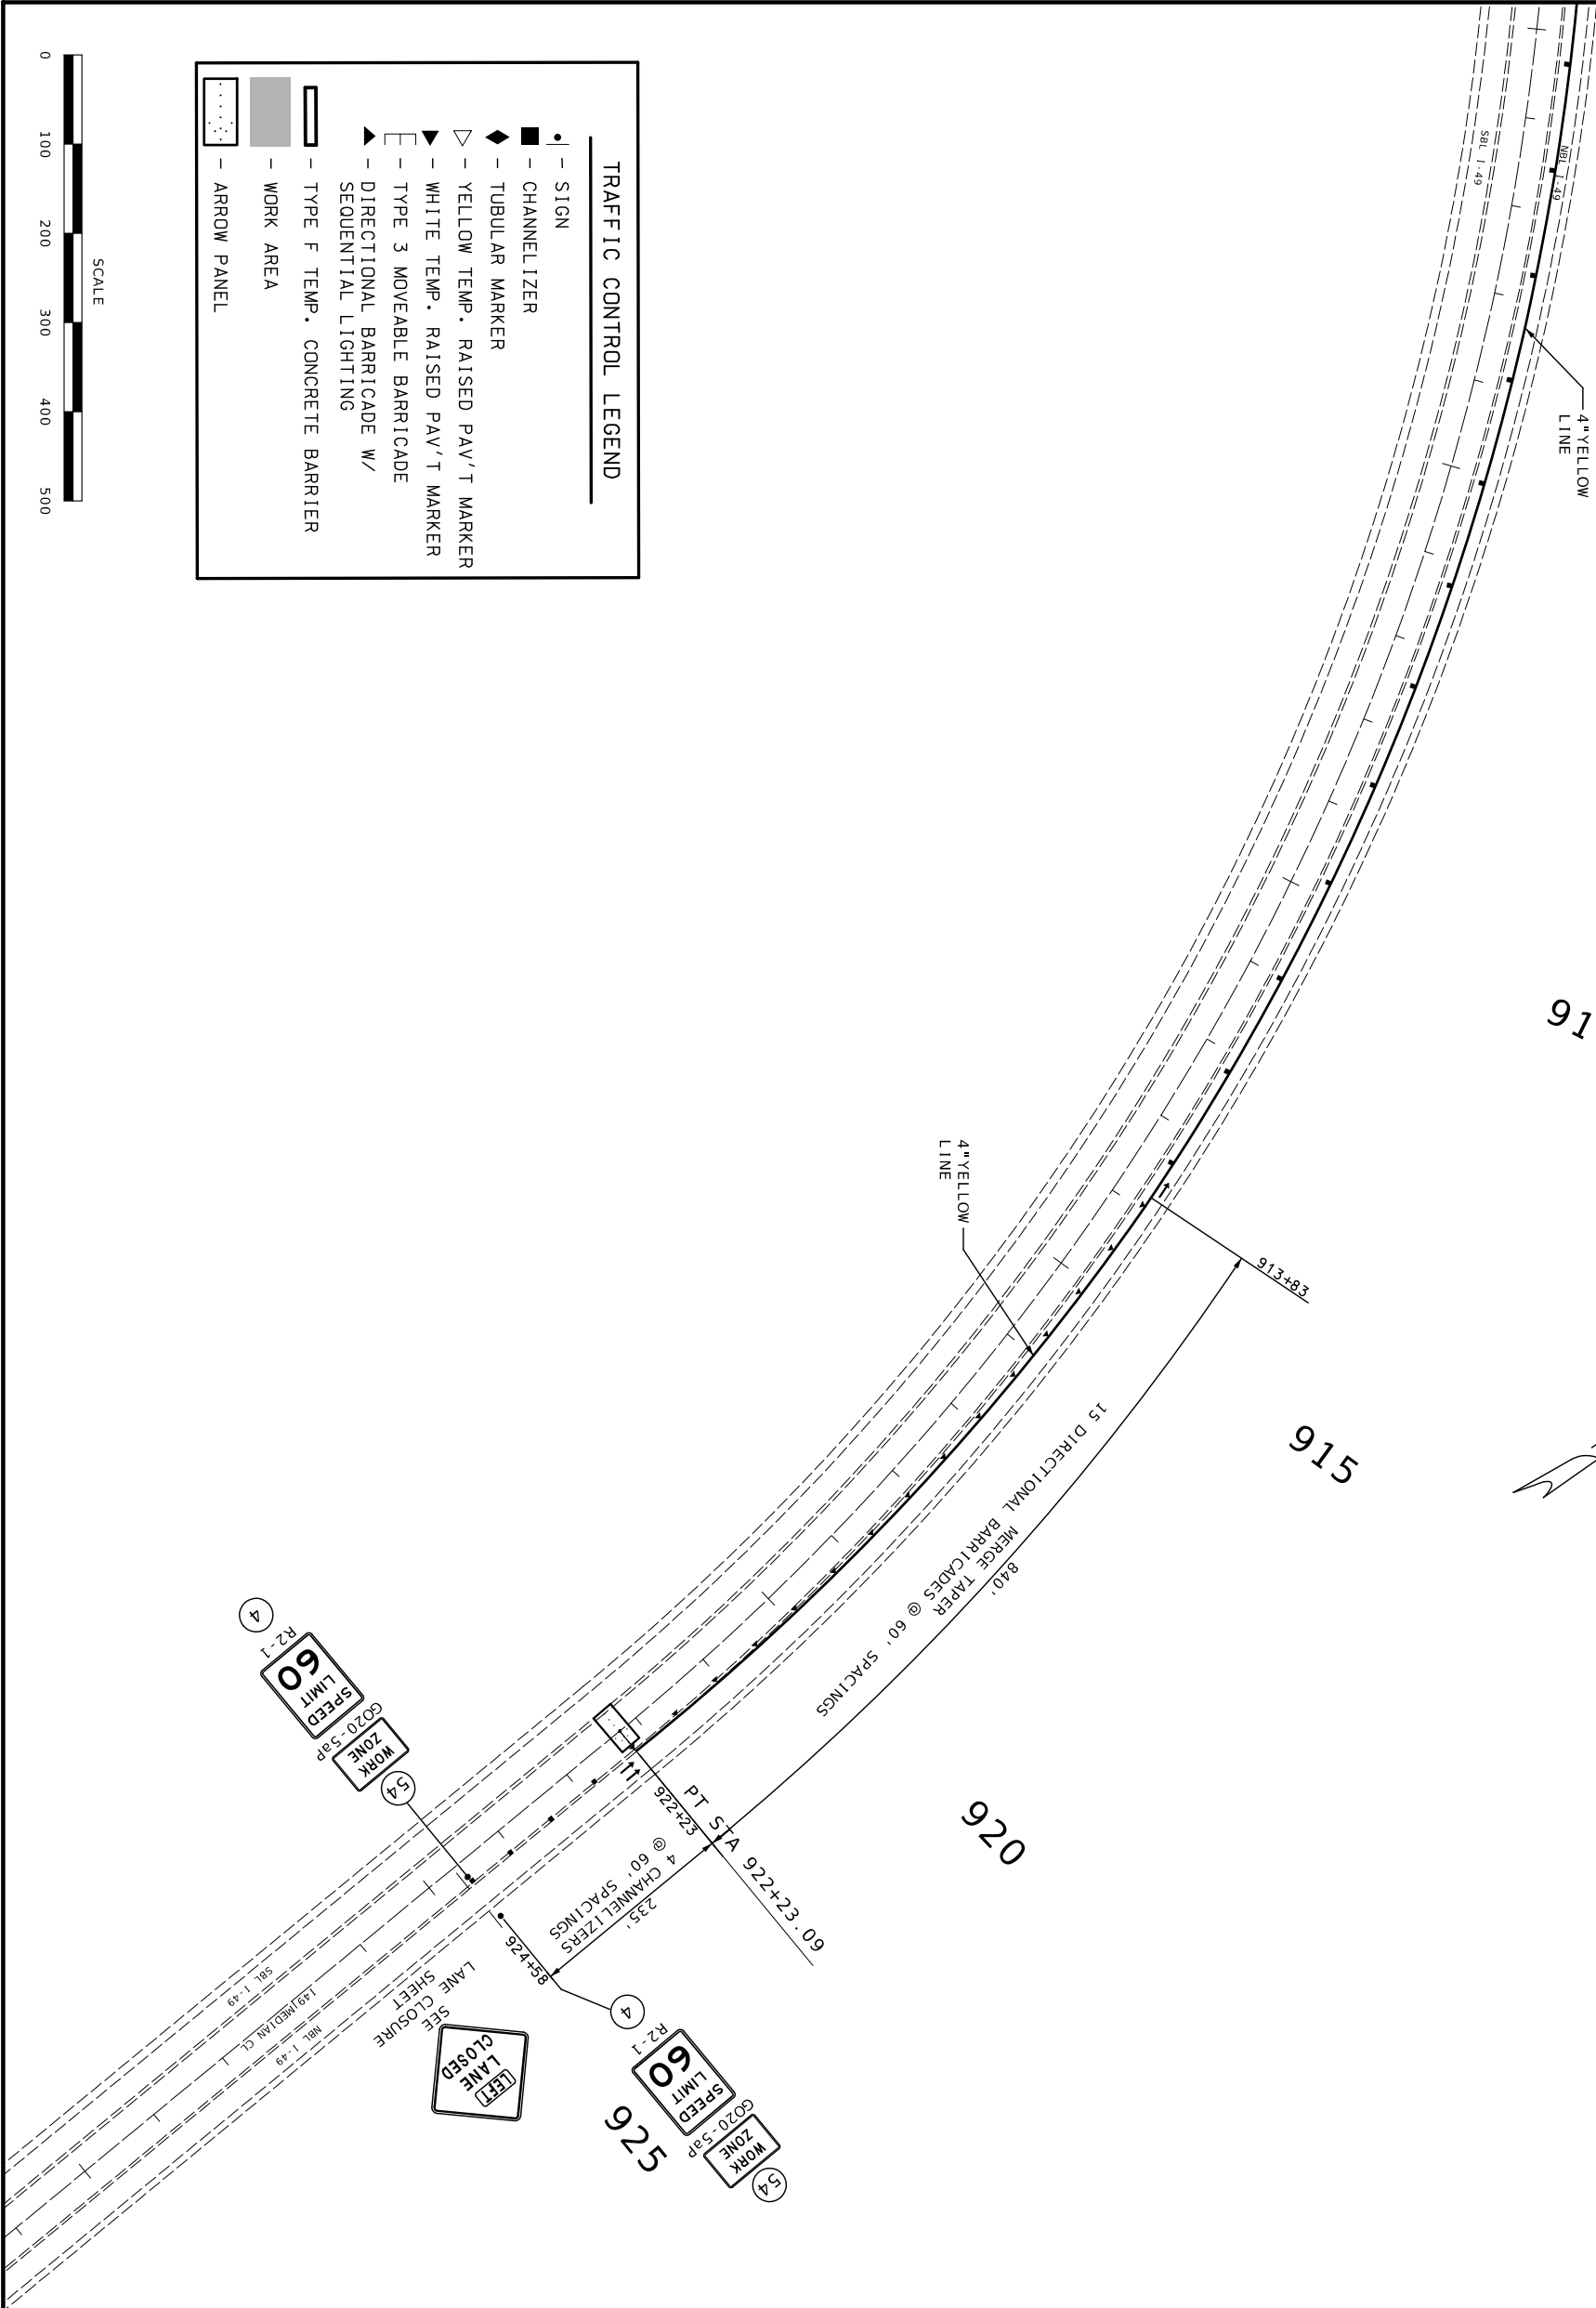 TRAFFIC CONTROL LEGEND
- SIGN
- CHANNELIZER
- TUBULAR MARKER
- YELLOW TEMP. RAISED PAV'T MARKER
- WHITE TEMP. RAISED PAV'T MARKER
- TYPE 3 MOVEABLE BARRICADE
- DIRECTIONAL BARRICADE W/
SEQUENTIAL LIGHTING
- TYPE F TEMP. CONCRETE BARRIER
- WORK AREA
- ARROW PANEL
SCALE
0 100 200 300 400 500
NBL I-49
SBL I-49
4"YELLOW
LINE
91
4"YELLOW
LINE
913+83
915
840'
MERGE TAPER
15 DIRECTIONAL BARRICADES @ 60' SPACINGS
920
PT STA 922+23.09
922+23
235'
4 CHANNELIZERS
@ 60' SPACINGS
924+58
925
54
WORK
ZONE
GO20-5aP
SPEED
LIMIT
60
R2-1
4
54
WORK
ZONE
GO20-5aP
SPEED
LIMIT
60
R2-1
4
LEFT
LANE
CLOSED
SEE
LANE CLOSURE
SHEET
SBL I-49
I49 MEDIAN CL
NBL I-49